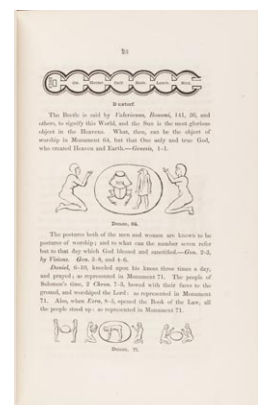 Denon.
The Beetle is said by Valerianus, Bonomi, 141, 36, and
others, to signify this World, and the Sun is the most glorious
object in the Heavens. What, then, can be the object of
worship in Monument 64, but that One only and true God,
who created Heaven and Earth.—Genesis, 1-1.
Denon, 64.
The postures both of the men and women are known to be
postures of worship; and to what can the number seven refer
but to that day which God blessed and sanctified.—Gen. 2-3,
by Visions. Gen. 3-8, and 4-6.
Daniel, 6-10, kneeled upon his knees three times a day,
and prayed; as represented in Monument 71. The people of
Solomon's time, 2 Chron. 7-3, bowed with their faces to the
ground, and worshiped the Lord: as represented in Monument
71. Also, when Ezra, 8-5, opened the Book of the Law, all
the people stood up; as represented in Monument 71.
Denon, 71.